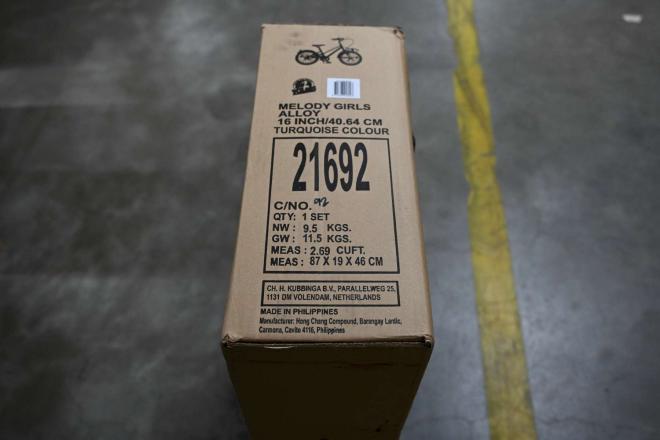 MELODY GIRLS
ALLOY
16 INCH/40.64 CM
TURQUOISE COLOUR
21692
C/NO. 92
QTY: 1 SET
NW : 9.5 KGS.
GW : 11.5 KGS.
MEAS : 2.69 CUFT.
MEAS : 87 X 19 X 46 CM
CH. H. KUBBINGA B.V., PARALLELWEG 25,
1131 DM VOLENDAM, NETHERLANDS
MADE IN PHILIPPINES
Manufacturer: Hong Chang Compound, Barangay Lantic,
Carmona, Cavite 4116, Philippines